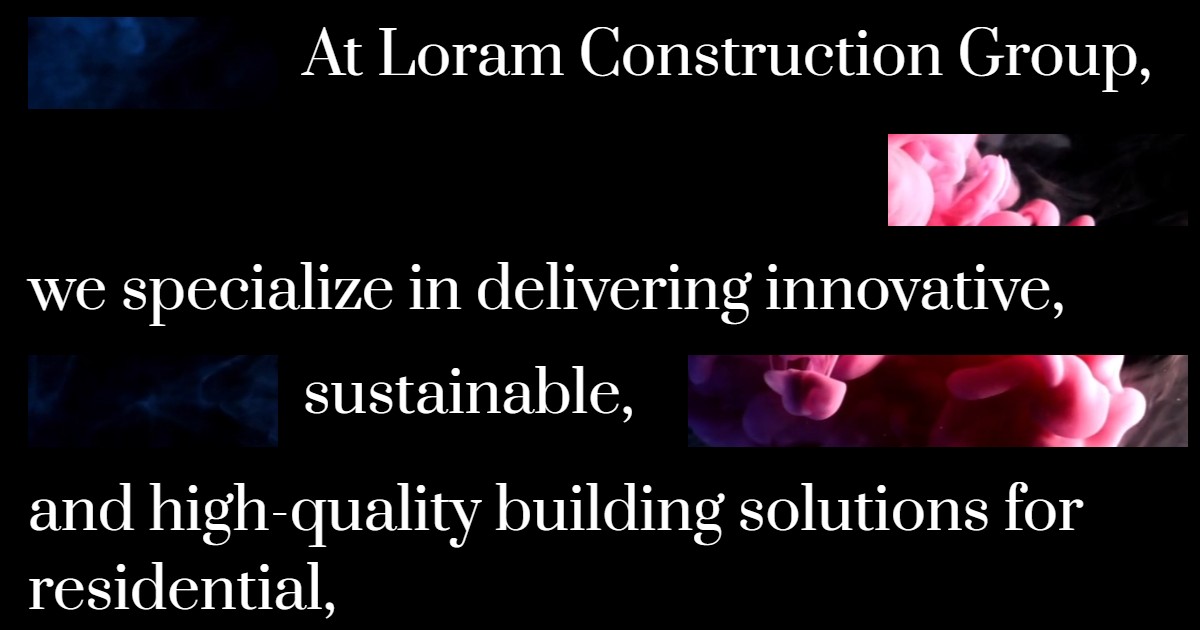 At Loram Construction Group,
we specialize in delivering innovative,
sustainable,
and high-quality building solutions for
residential,